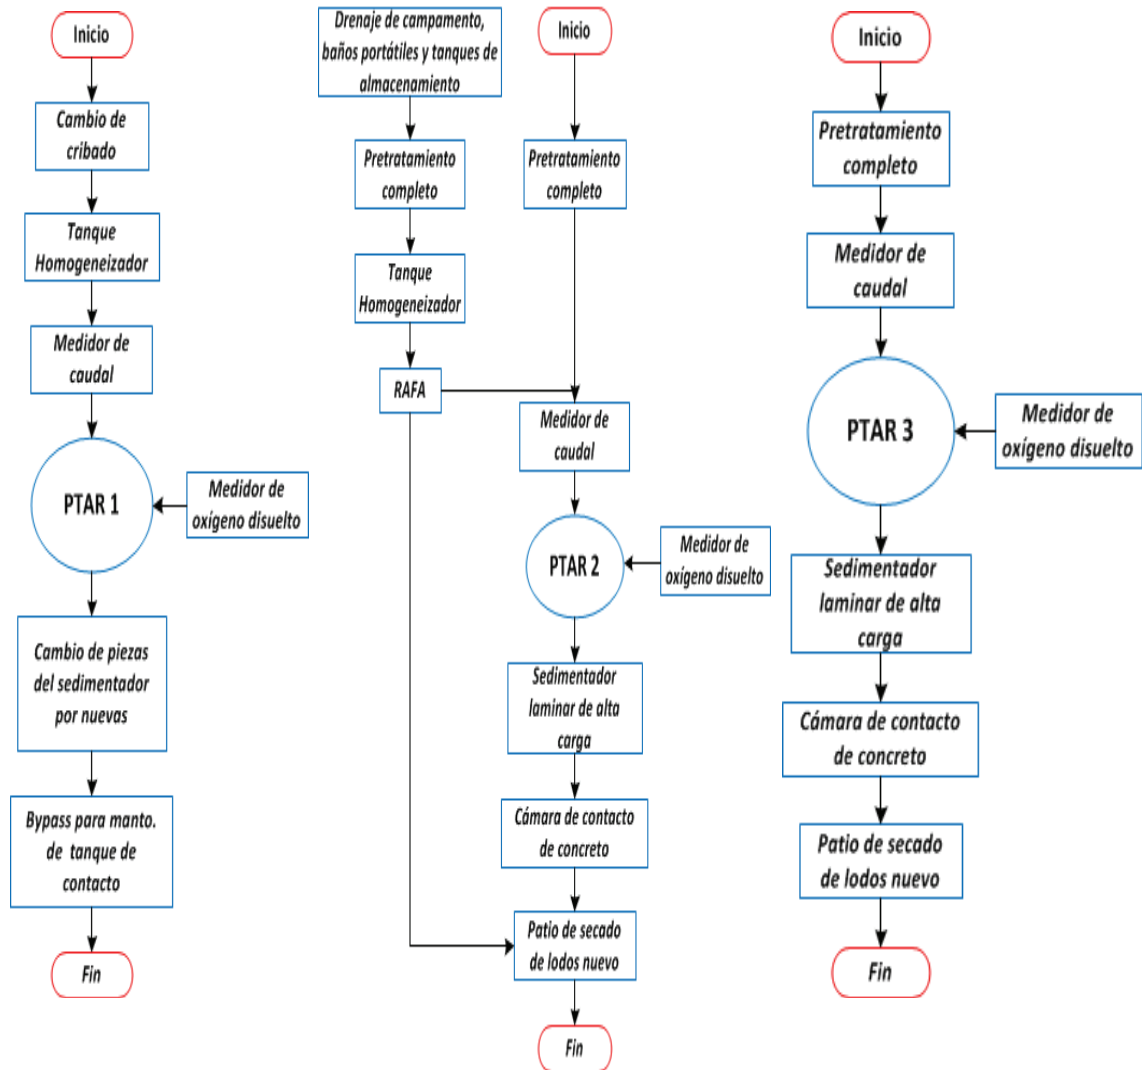 Inicio
Cambio de
cribado
Tanque
Homogeneizador
Medidor de
caudal
PTAR 1
Medidor de
oxígeno disuelto
Cambio de piezas
del sedimentador
por nuevas
Bypass para manto.
de tanque de
contacto
Fin
Drenaje de campamento,
baños portátiles y tanques de
almacenamiento
Pretratamiento
completo
Tanque
Homogeneizador
RAFA
Inicio
Pretratamiento
completo
Medidor de
caudal
PTAR 2
Medidor de
oxígeno disuelto
Sedimentador
laminar de alta
carga
Cámara de contacto
de concreto
Patio de secado
de lodos nuevo
Fin
Inicio
Pretratamiento
completo
Medidor de
caudal
PTAR 3
Medidor de
oxígeno disuelto
Sedimentador
laminar de alta
carga
Cámara de contacto
de concreto
Patio de secado
de lodos nuevo
Fin